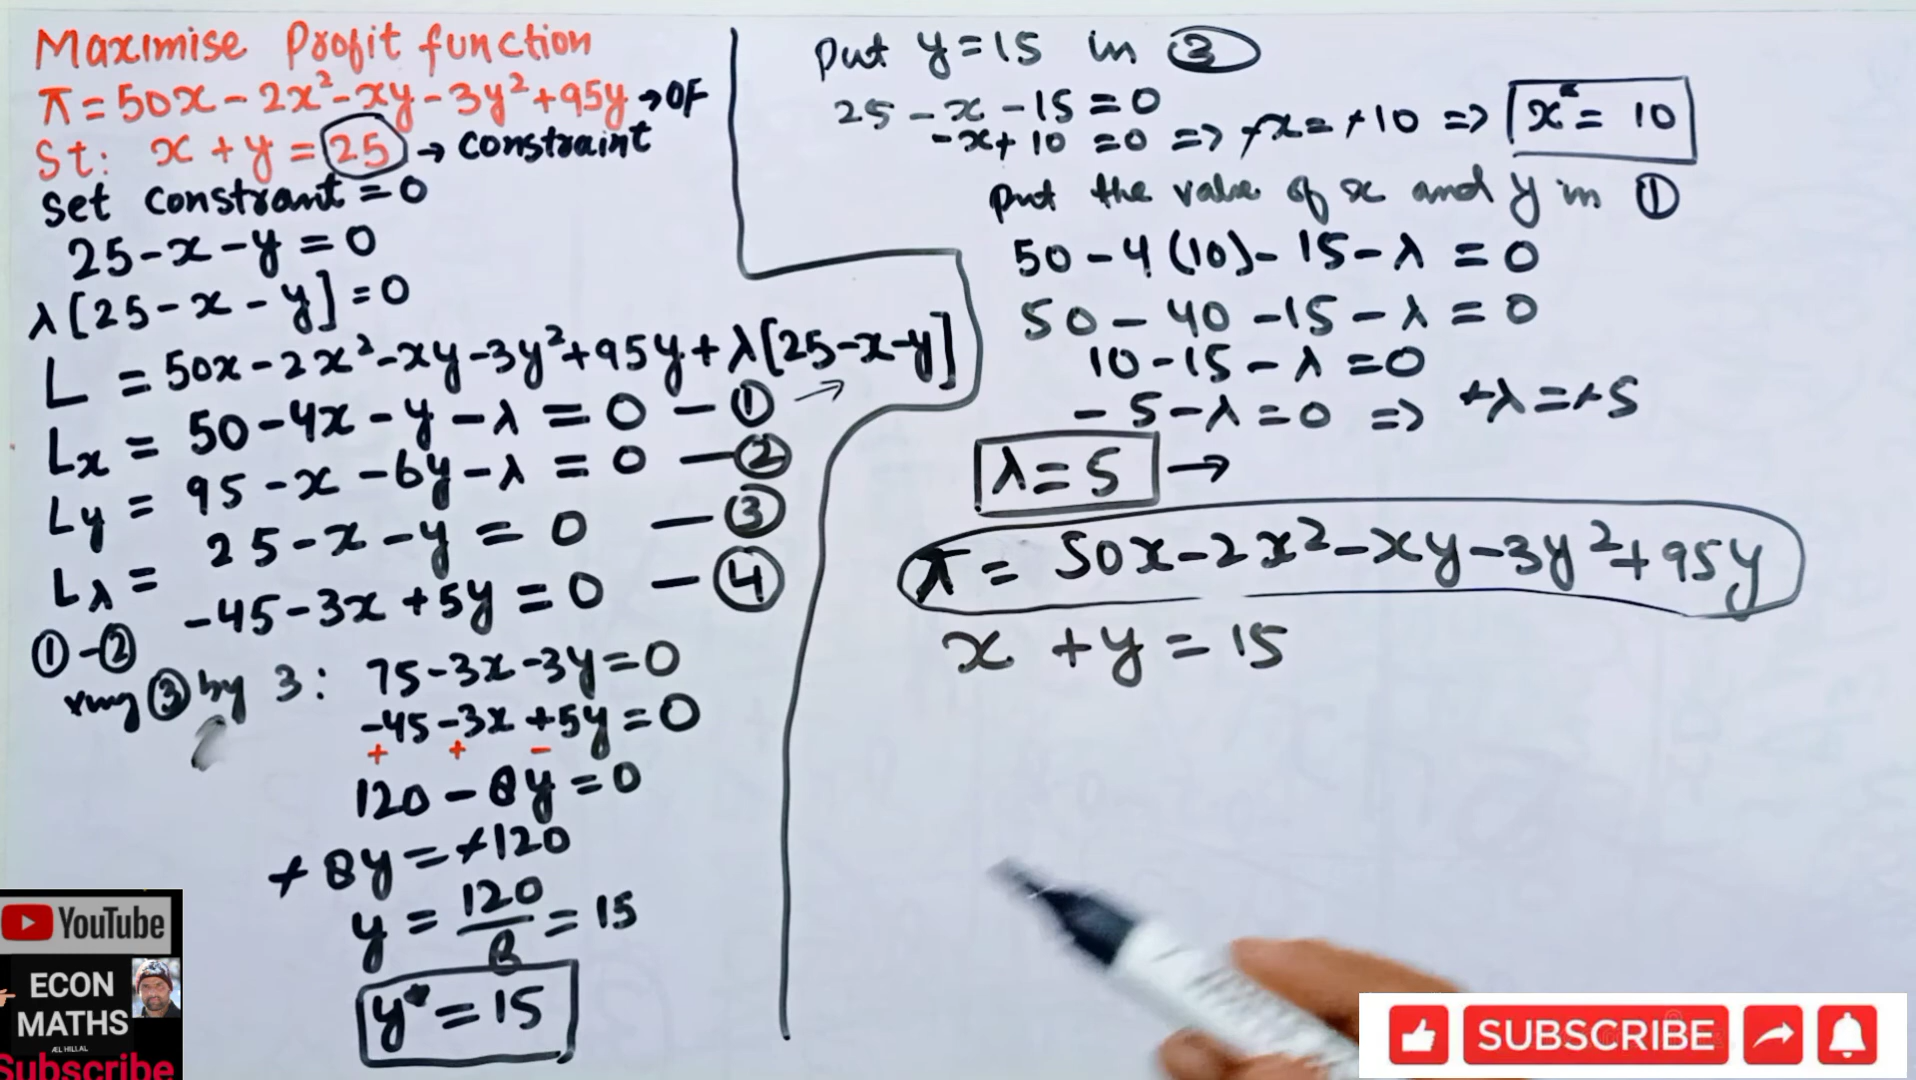 Maximise Profit function
π = 50x - 2x² - xy - 3y² + 95y → OF
St: x + y = 25 → constraint
Set constraint = 0
25 - x - y = 0
λ[25 - x - y] = 0
L = 50x - 2x² - xy - 3y² + 95y + λ[25 - x - y]
Lx = 50 - 4x - y - λ = 0 — ①
Ly = 95 - x - 6y - λ = 0 — ②
Lλ = 25 - x - y = 0 — ③
① - ② -45 - 3x + 5y = 0 — ④
xing ③ by 3: 75 - 3x - 3y = 0
-45 - 3x + 5y = 0
+ + -
120 - 8y = 0
+ 8y = +120
y = 120/8 = 15
y* = 15
Put y = 15 in ③
25 - x - 15 = 0
-x + 10 = 0 => +x = +10 => x* = 10
Put the value of x and y in ①
50 - 4(10) - 15 - λ = 0
50 - 40 - 15 - λ = 0
10 - 15 - λ = 0
-5 - λ = 0 => +λ = +5
λ = 5 →
π = 50x - 2x² - xy - 3y² + 95y
x + y = 15
YouTube
ECON
MATHS
ÆL HILLAL
Subscribe
SUBSCRIBE